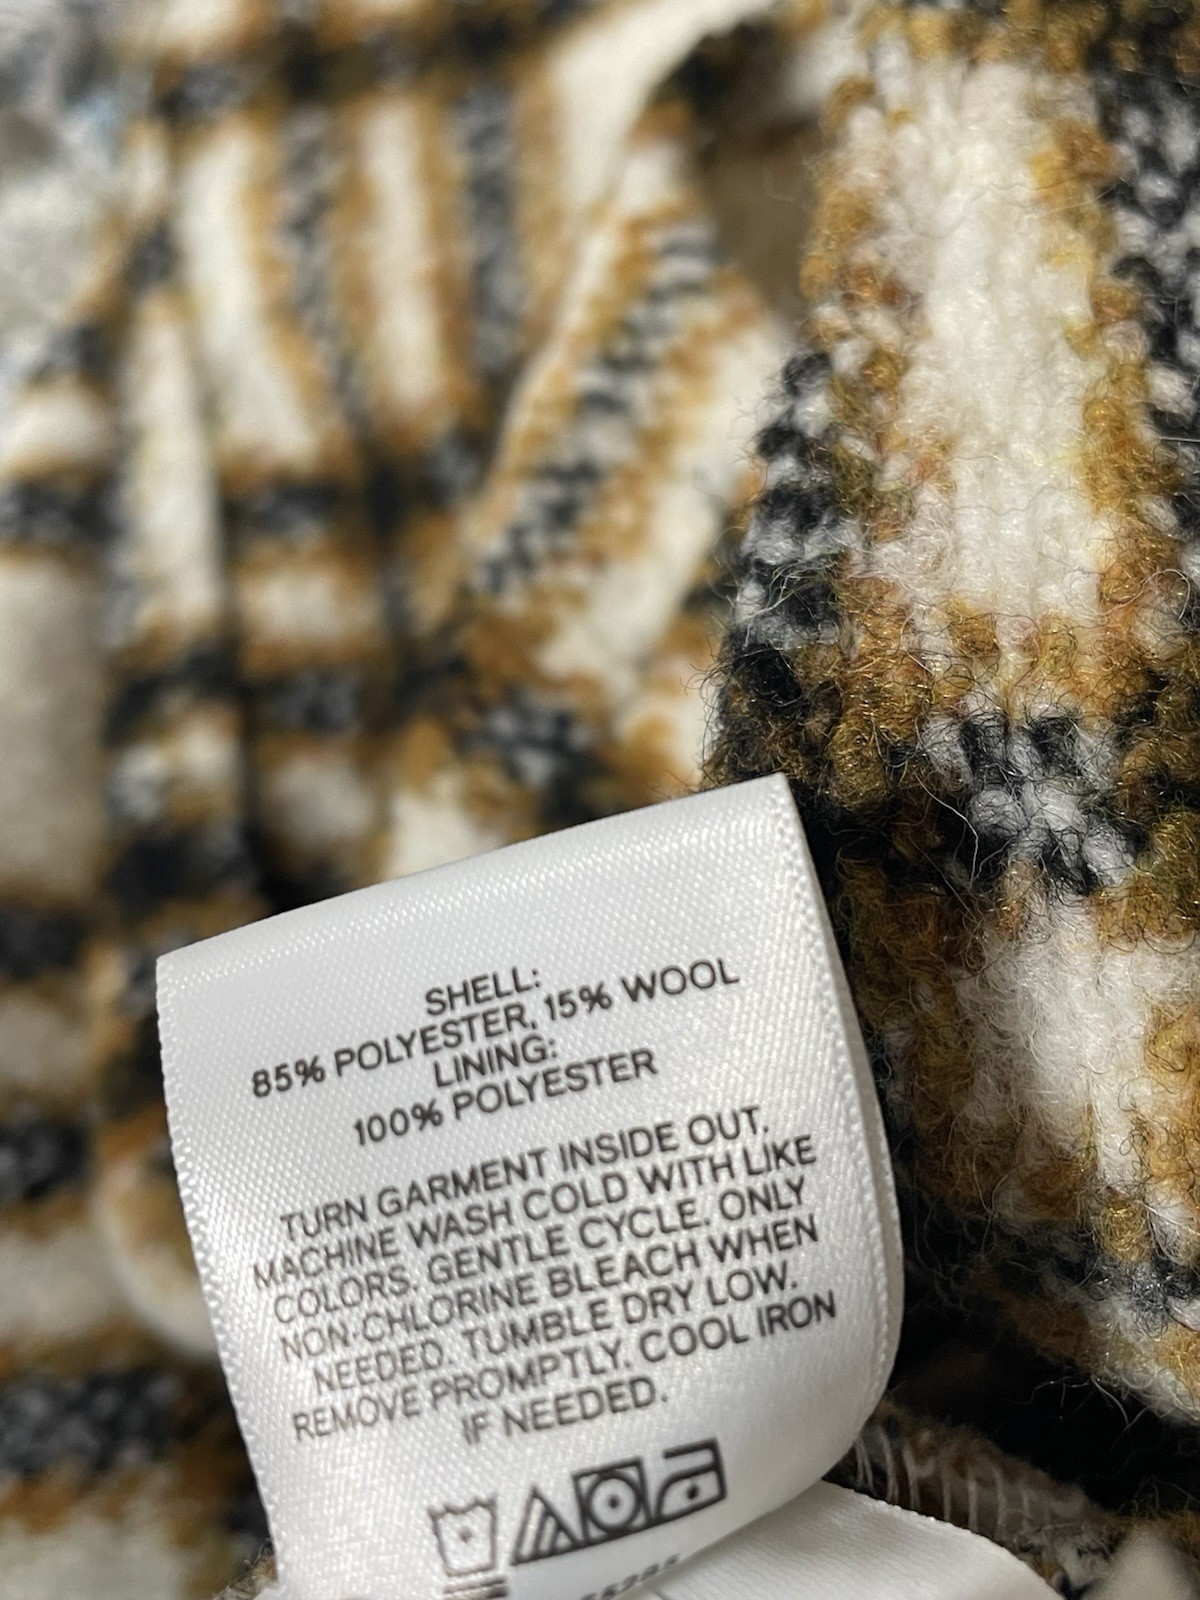 SHELL:
85% POLYESTER, 15% WOOL
LINING:
100% POLYESTER
TURN GARMENT INSIDE OUT.
MACHINE WASH COLD WITH LIKE
COLORS. GENTLE CYCLE. ONLY
NON-CHLORINE BLEACH WHEN
NEEDED. TUMBLE DRY LOW.
REMOVE PROMPTLY. COOL IRON
IF NEEDED.